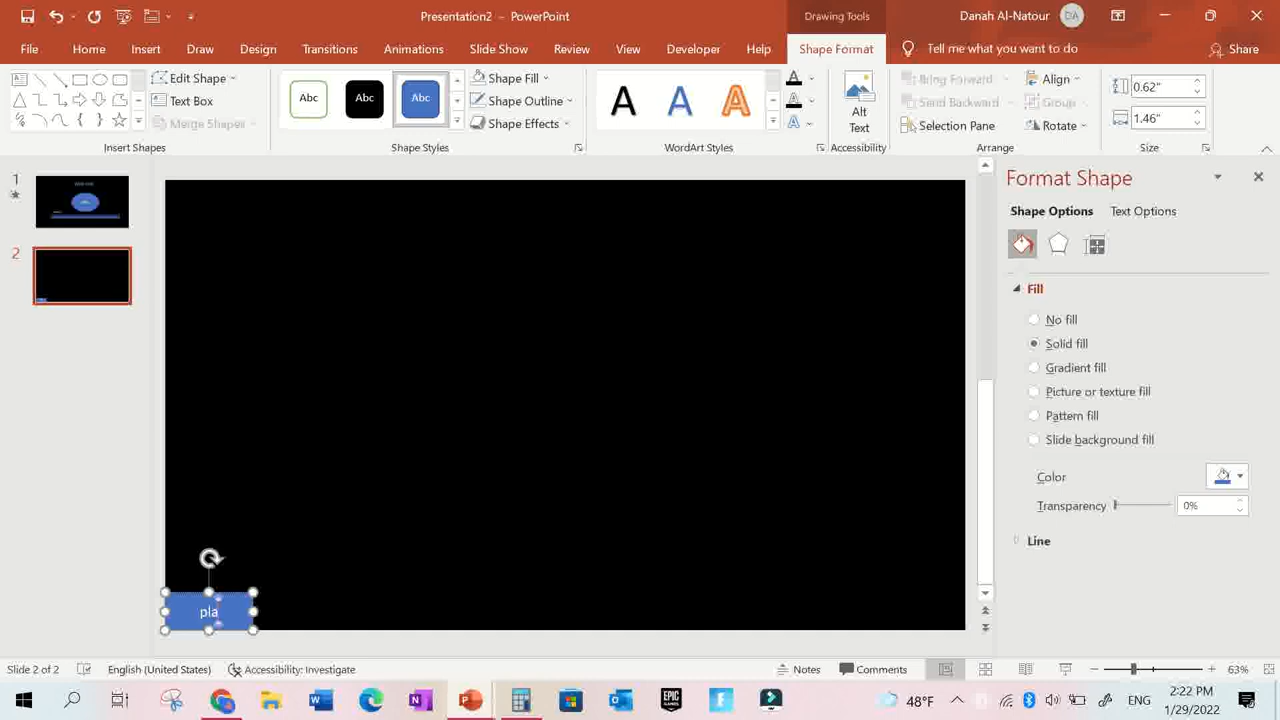 Presentation2 – PowerPoint
Drawing Tools
Danah Al-Natour
DA
File
Home
Insert
Draw
Design
Transitions
Animations
Slide Show
Review
View
Developer
Help
Shape Format
Tell me what you want to do
Share
Edit Shape
Text Box
Merge Shapes
Insert Shapes
Abc
Abc
Abc
Shape Fill
Shape Outline
Shape Effects
Shape Styles
A
A
A
WordArt Styles
A
A
A
Alt
Text
Accessibility
Bring Forward
Send Backward
Selection Pane
Align
Group
Rotate
Arrange
0.62"
1.46"
Size
1
2
pla
Format Shape
Shape Options
Text Options
Fill
No fill
Solid fill
Gradient fill
Picture or texture fill
Pattern fill
Slide background fill
Color
Transparency
0%
Line
Slide 2 of 2
English (United States)
Accessibility: Investigate
Notes
Comments
63%
48°F
ENG
2:22 PM
1/29/2022
EPIC
GAMES